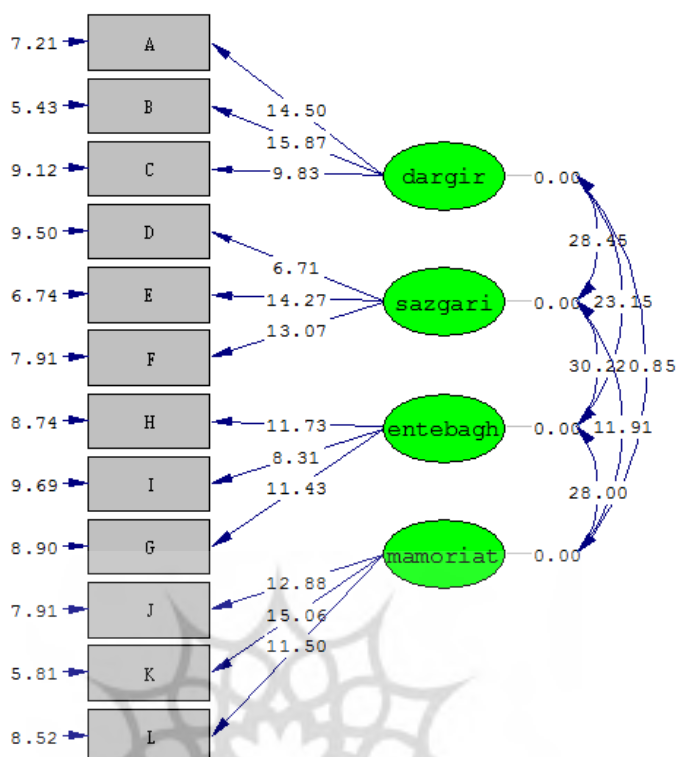 7.21 A
5.43 B
14.50
15.87
9.12 C 9.83 dargir 0.00
9.50 D
28.45
6.71
6.74 E 14.27 sazgari 0.00 23.15
13.07
7.91 F
30.22 20.85
8.74 H 11.73 entebagh 0.00 11.91
8.31
9.69 I
11.43
28.00
8.90 G mamoriat 0.00
12.88
7.91 J
15.06
11.50
5.81 K
8.52 L